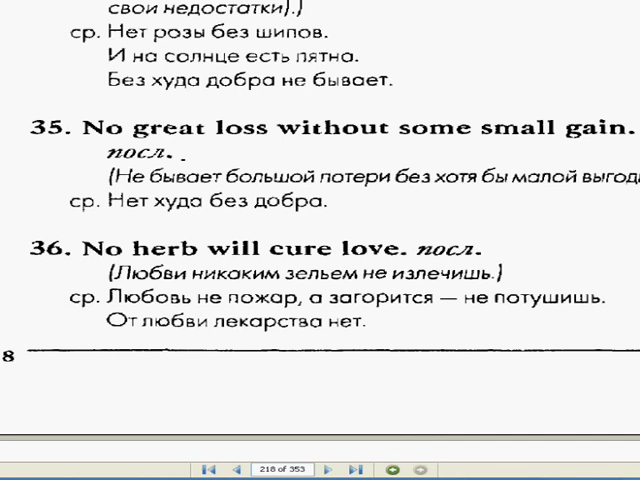 свои недостатки).)
ср. Нет розы без шипов.
И на солнце есть пятна.
Без худа добра не бывает.
35. No great loss without some small gain.
посл.
(Не бывает большой потери без хотя бы малой выгод
ср. Нет худа без добра.
36. No herb will cure love. посл.
(Любви никаким зельем не излечишь.)
ср. Любовь не пожар, а загорится — не потушишь.
От любви лекарства нет.
8
218 of 353